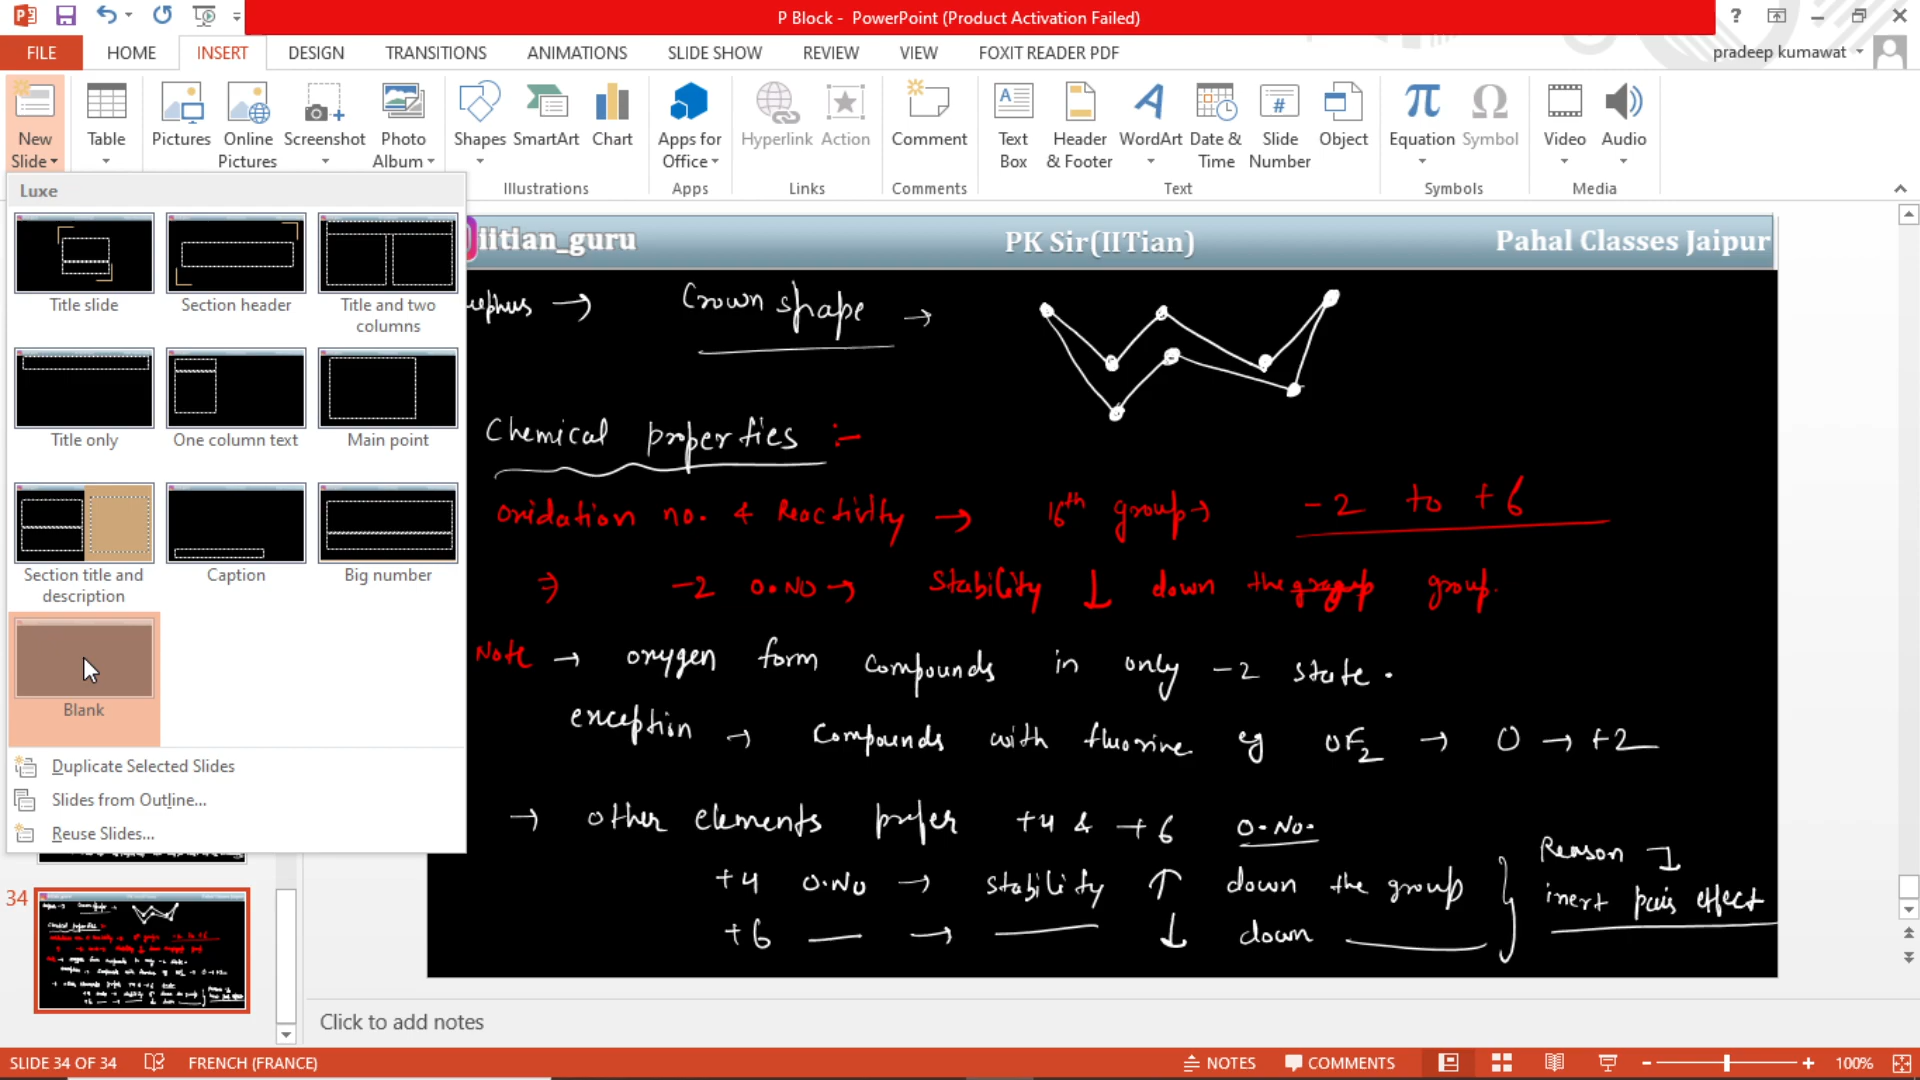 P Block - PowerPoint (Product Activation Failed)
FILE HOME INSERT DESIGN TRANSITIONS ANIMATIONS SLIDE SHOW REVIEW VIEW FOXIT READER PDF pradeep kumawat
New Slide Table Pictures Online Pictures Screenshot Photo Album Shapes SmartArt Chart Apps for Office Hyperlink Action Comment Text Box Header & Footer WordArt Date & Time Slide Number Object Equation Symbol Video Audio
Illustrations Apps Links Comments Text Symbols Media
Luxe
Title slide Section header Title and two columns
Title only One column text Main point
Section title and description Caption Big number
Blank
Duplicate Selected Slides
Slides from Outline...
Reuse Slides...
34
iitian_guru PK Sir(IITian) Pahal Classes Jaipur
→ Crown shape →
Chemical properties :-
Oxidation no. & Reactivity → 16th group → -2 to +6
⇒ -2 O.NO → Stability ↓ down the group.
Note → oxygen form compounds in only -2 state.
exception → Compounds with fluorine eg OF2 → O → +2
→ other elements prefer +4 & +6 O.No.
+4 O.NO → stability ↑ down the group
+6 — → — ↓ down —
Reason ↓
inert pair effect
Click to add notes
SLIDE 34 OF 34 FRENCH (FRANCE) NOTES COMMENTS 100%